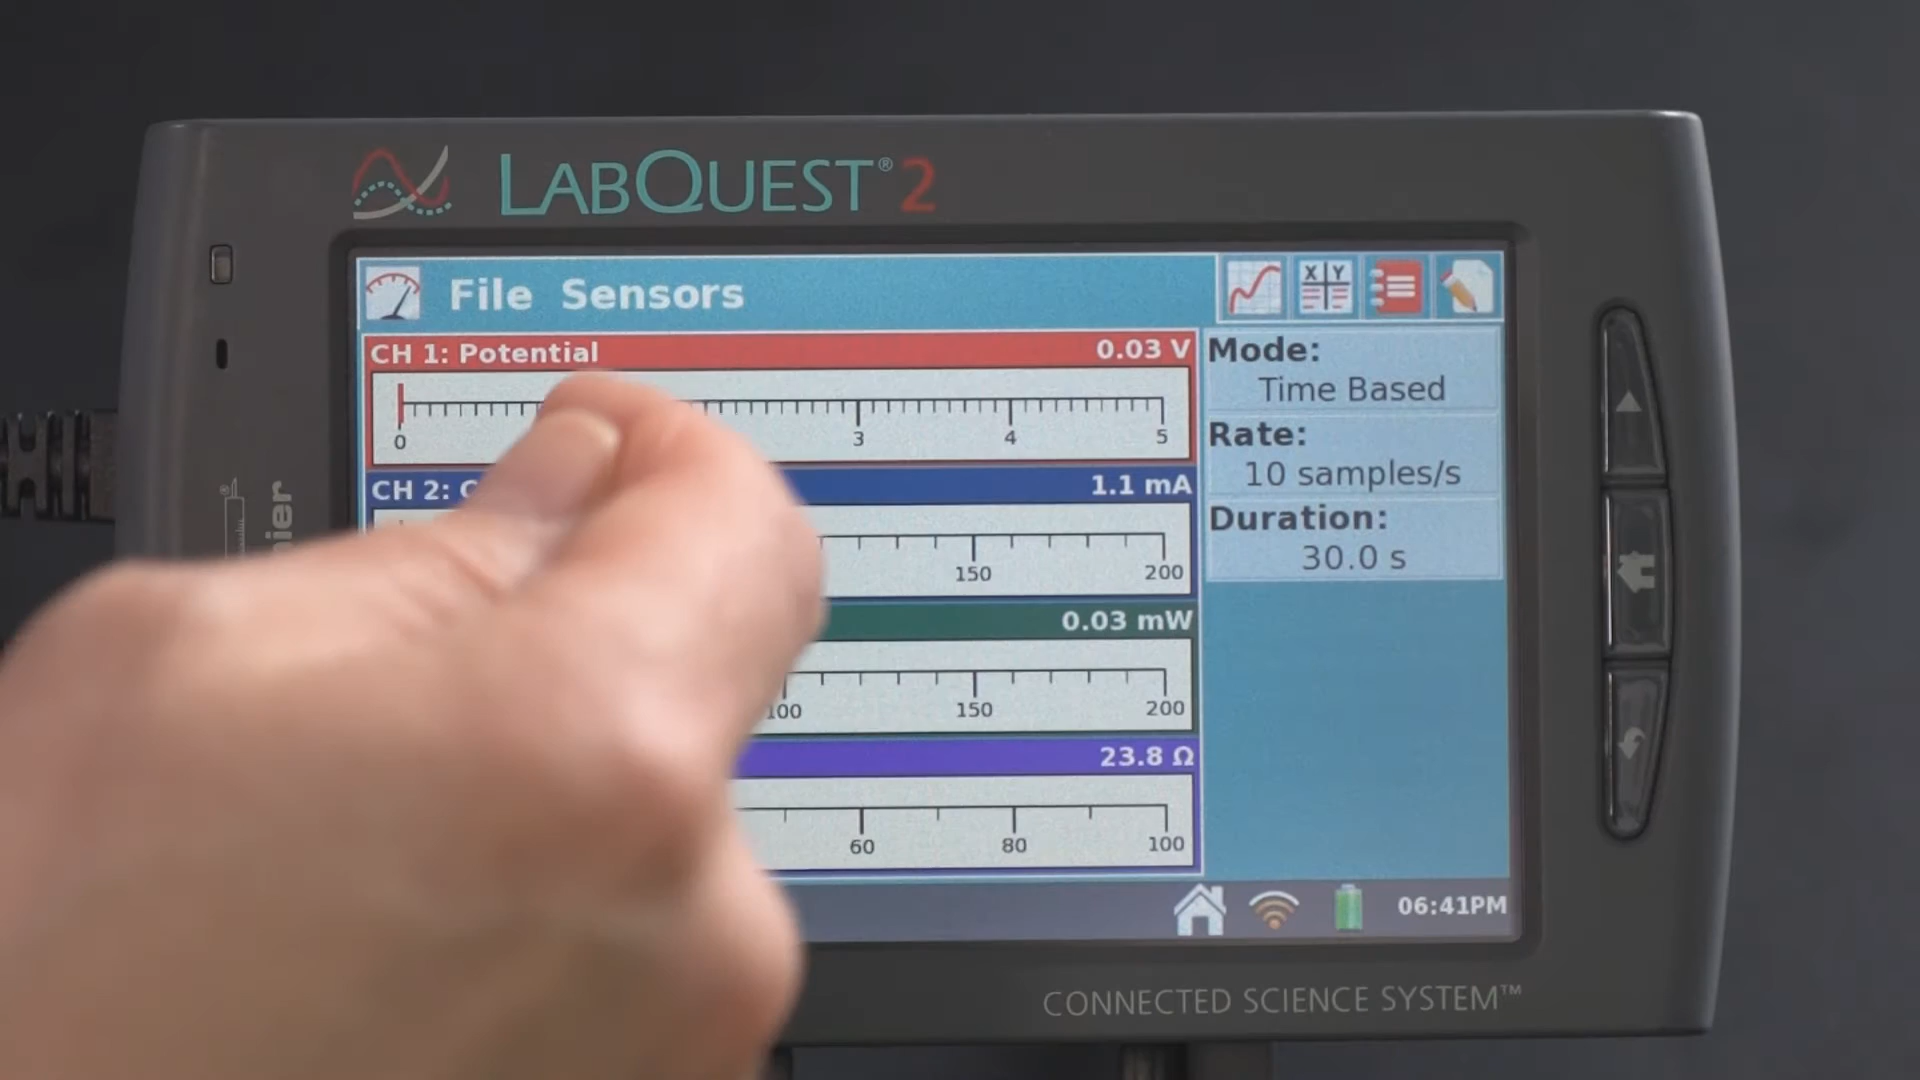 LABQUEST® 2
File Sensors
CH 1: Potential 0.03 V
0 3 4 5
CH 2: 1.1 mA
150 200
0.03 mW
100 150 200
23.8 Ω
60 80 100
X Y
Mode:
Time Based
Rate:
10 samples/s
Duration:
30.0 s
06:41PM
CONNECTED SCIENCE SYSTEM™